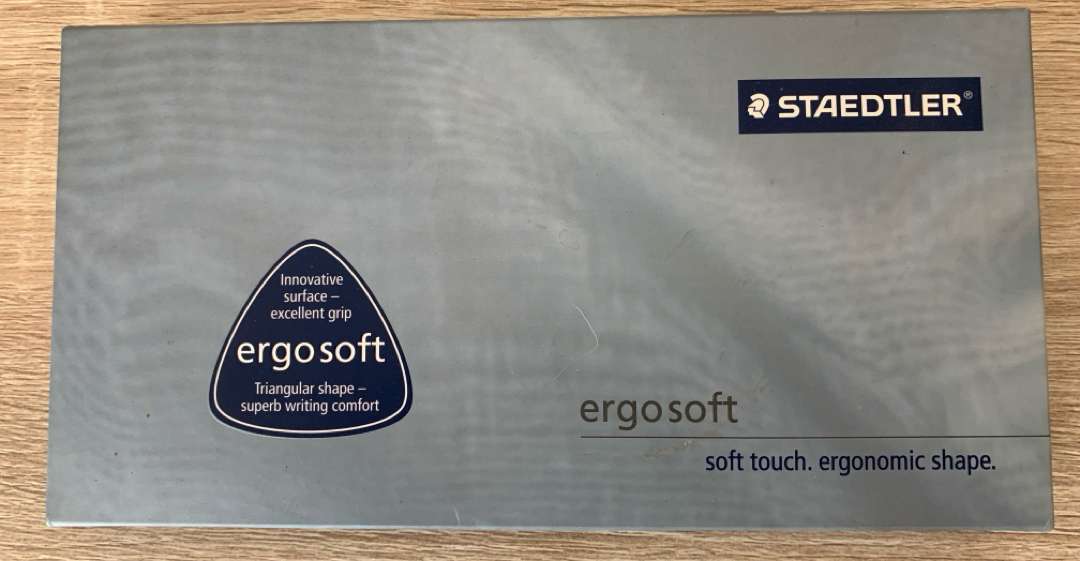 STAEDTLER®
Innovative
surface –
excellent grip
ergosoft
Triangular shape –
superb writing comfort
ergosoft
soft touch. ergonomic shape.